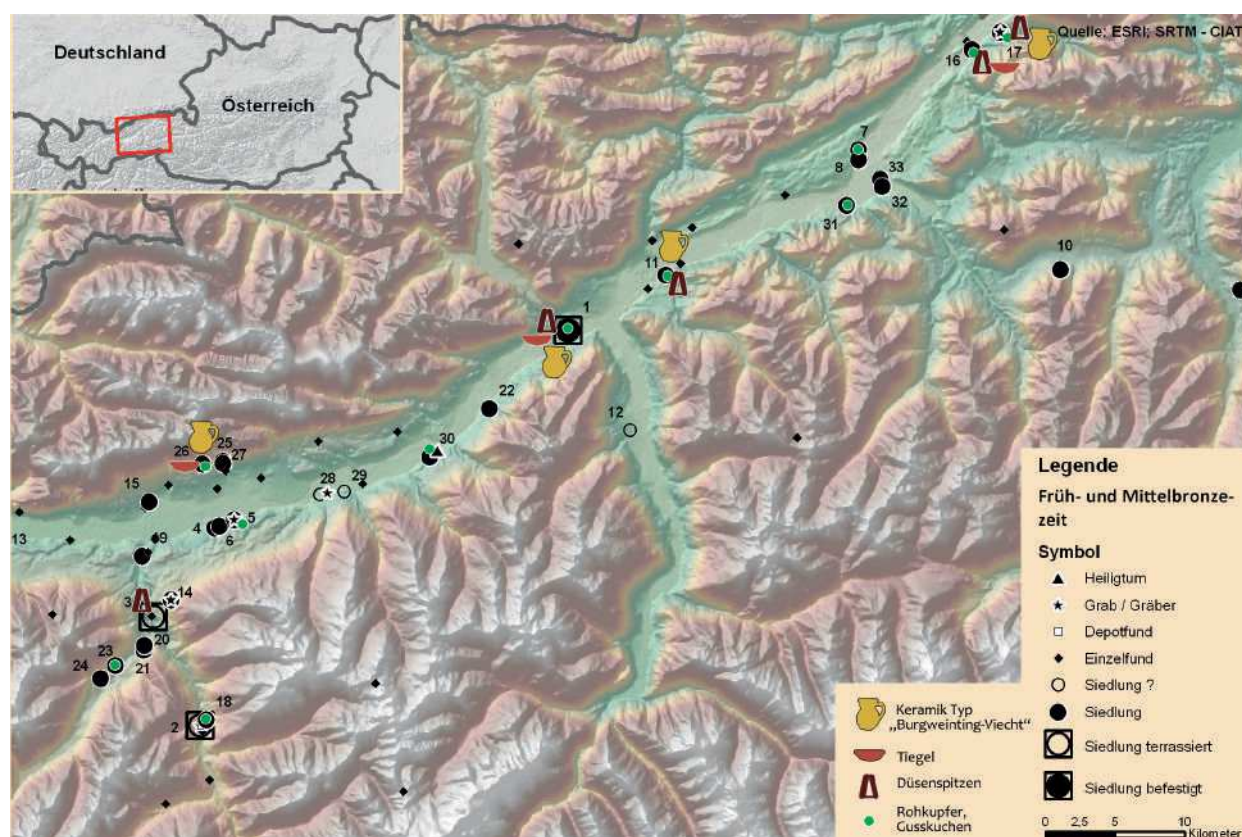 Deutschland
Österreich
Quelle: ESRI; SRTM - CIAT
16
17
7
8
33
32
31
10
11
1
22
12
30
25
26
27
28
29
15
5
4
6
13
9
14
3
20
21
23
24
18
2
Legende
Früh- und Mittelbronze-
zeit
Symbol
Heiligtum
Grab / Gräber
Depotfund
Einzelfund
Siedlung ?
Siedlung
Siedlung terrassiert
Siedlung befestigt
Keramik Typ
„Burgweinting-Viecht“
Tiegel
Düsenspitzen
Rohkupfer,
Gusskuchen
0 2,5 5 10
Kilometer